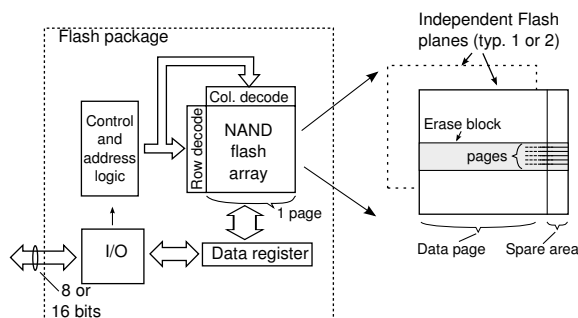 Flash package
Control
and
address
logic
Col. decode
Row decode
NAND
flash
array
1 page
I/O
Data register
8 or
16 bits
Independent Flash
planes (typ. 1 or 2)
Erase block
pages
Data page
Spare area